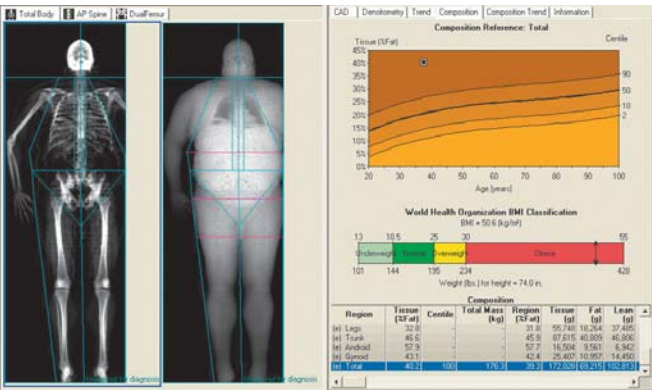 Total Body AP Spine DualFemur
CAD Densitometry Trend Composition Composition Trend Information
Composition Reference: Total
Tissue (%Fat) Centile
45%
40%
35%
30%
25%
20%
15%
10%
5%
0%
90
50
10
2
20 30 40 50 60 70 80 90 100
Age (years)
World Health Organization BMI Classification
BMI = 50.6 (kg/m²)
13 18.5 25 30 55
Underweight Normal Overweight Obese
101 144 195 234 428
Weight (lbs.) for height = 74.0 in.
Composition
Region Tissue (%Fat) Centile Total Mass (kg) Region (%Fat) Tissue (g) Fat (g) Lean (g)
(e) Legs 32.8 - - 31.8 55,748 18,264 37,485
(e) Trunk 46.6 - - 45.9 87,615 40,809 46,806
(e) Android 57.9 - - 57.7 16,504 9,561 6,942
(e) Gynoid 43.1 - - 42.4 25,407 10,957 14,450
(e) Total 40.2 100 176.3 39.3 172,028 69,215 102,813
for diagnosis for diagnosis